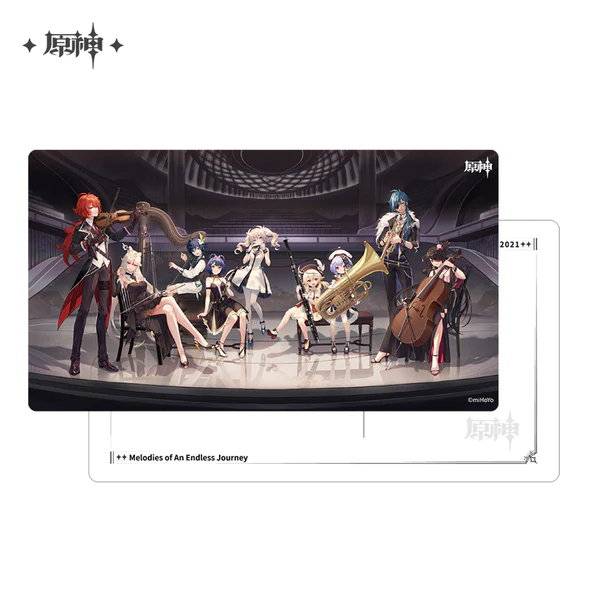 原神
原神
2021✦✦
©miHoYo
原神
✦✦ Melodies of An Endless Journey